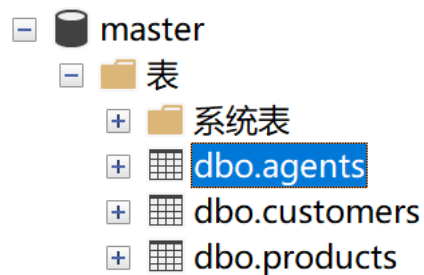 master
表
系统表
dbo.agents
dbo.customers
dbo.products